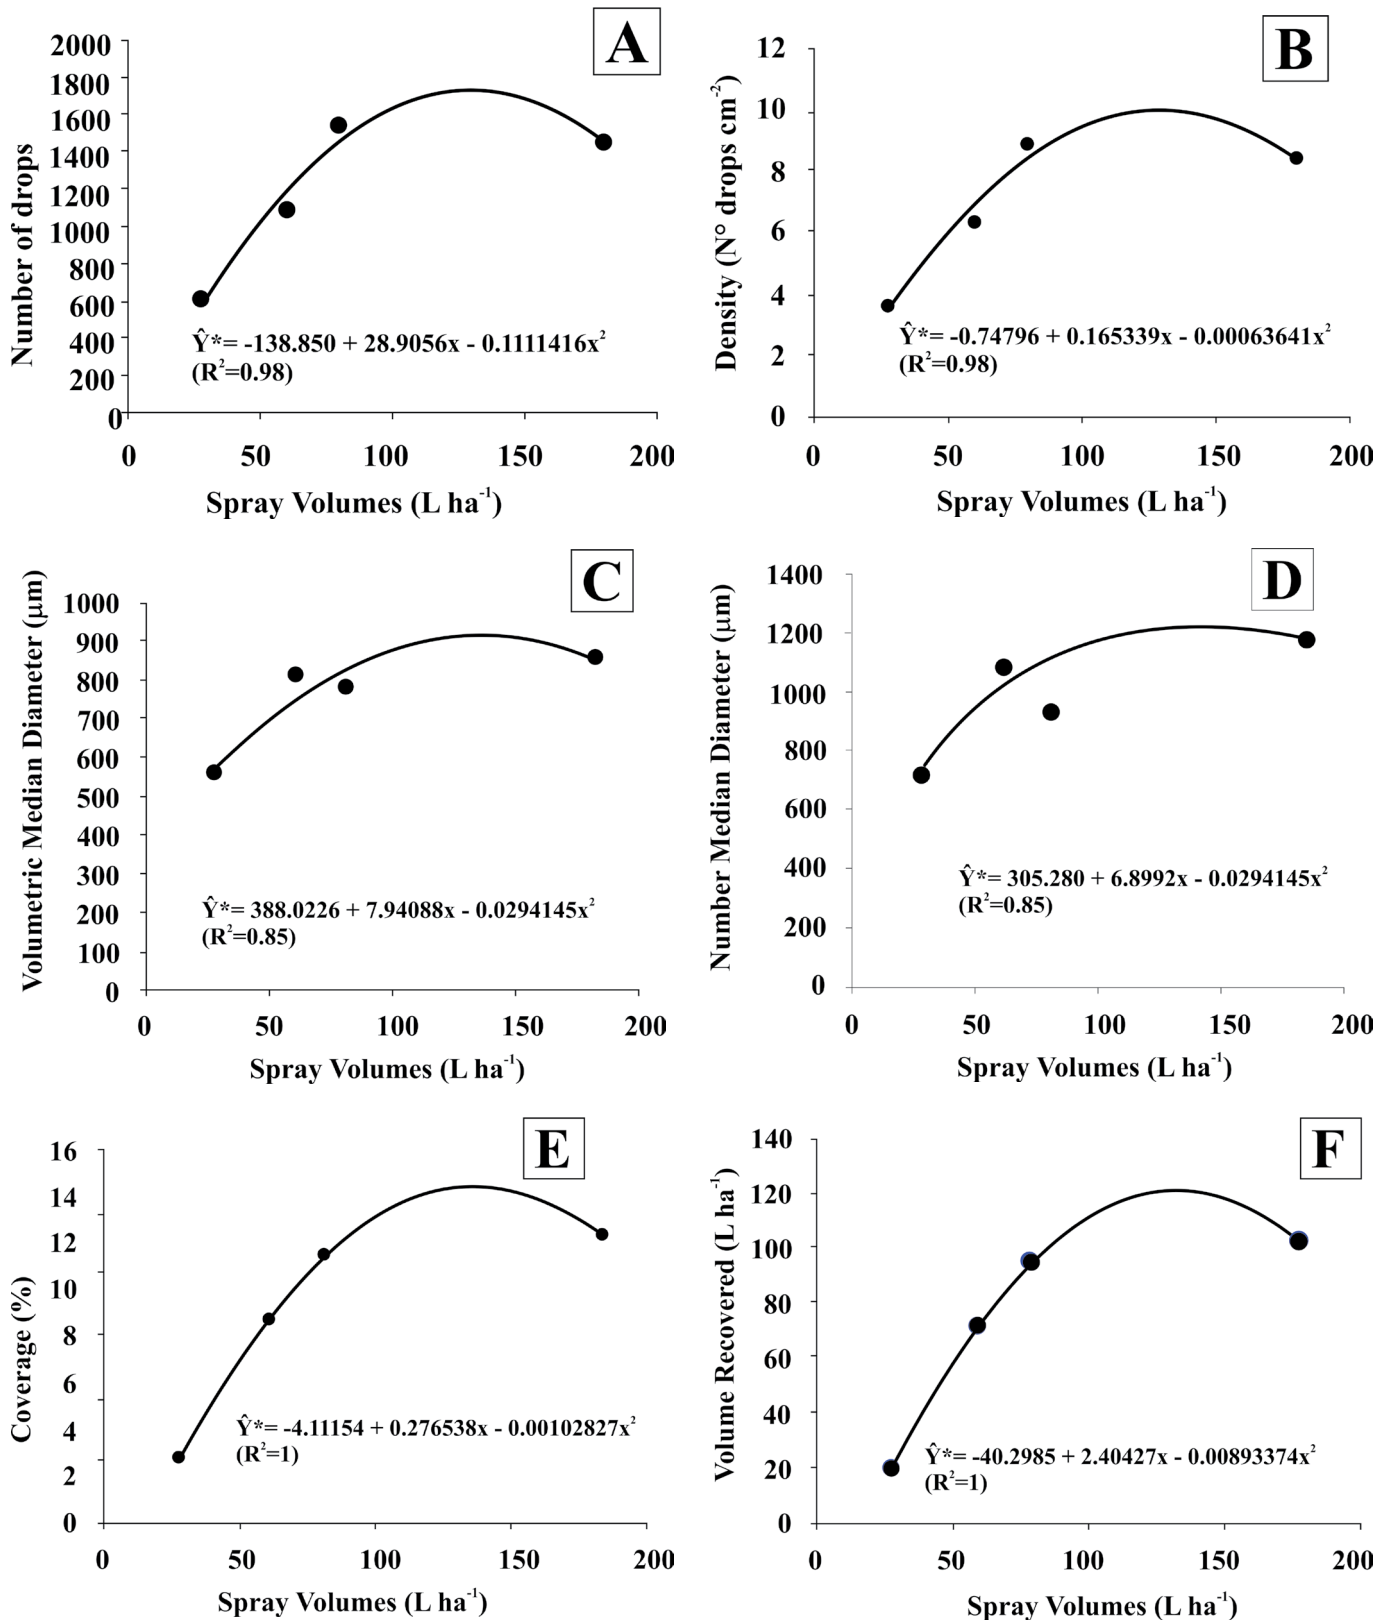 A
2000
1800
1600
1400
1200
1000
800
600
400
200
0
Number of drops
Ŷ*= -138.850 + 28.9056x - 0.1111416x²
(R²=0.98)
0 50 100 150 200
Spray Volumes (L ha⁻¹)
B
12
10
8
6
4
2
0
Density (N° drops cm⁻²)
Ŷ*= -0.74796 + 0.165339x - 0.00063641x²
(R²=0.98)
0 50 100 150 200
Spray Volumes (L ha⁻¹)
C
1000
900
800
700
600
500
400
300
200
100
0
Volumetric Median Diameter (µm)
Ŷ*= 388.0226 + 7.94088x - 0.0294145x²
(R²=0.85)
0 50 100 150 200
Spray Volumes (L ha⁻¹)
D
1400
1200
1000
800
600
400
200
0
Number Median Diameter (µm)
Ŷ*= 305.280 + 6.8992x - 0.0294145x²
(R²=0.85)
0 50 100 150 200
Spray Volumes (L ha⁻¹)
E
16
14
12
10
8
6
4
2
0
Coverage (%)
Ŷ*= -4.11154 + 0.276538x - 0.00102827x²
(R²=1)
0 50 100 150 200
Spray Volumes (L ha⁻¹)
F
140
120
100
80
60
40
20
0
Volume Recovered (L ha⁻¹)
Ŷ*= -40.2985 + 2.40427x - 0.00893374x²
(R²=1)
0 50 100 150 200
Spray Volumes (L ha⁻¹)